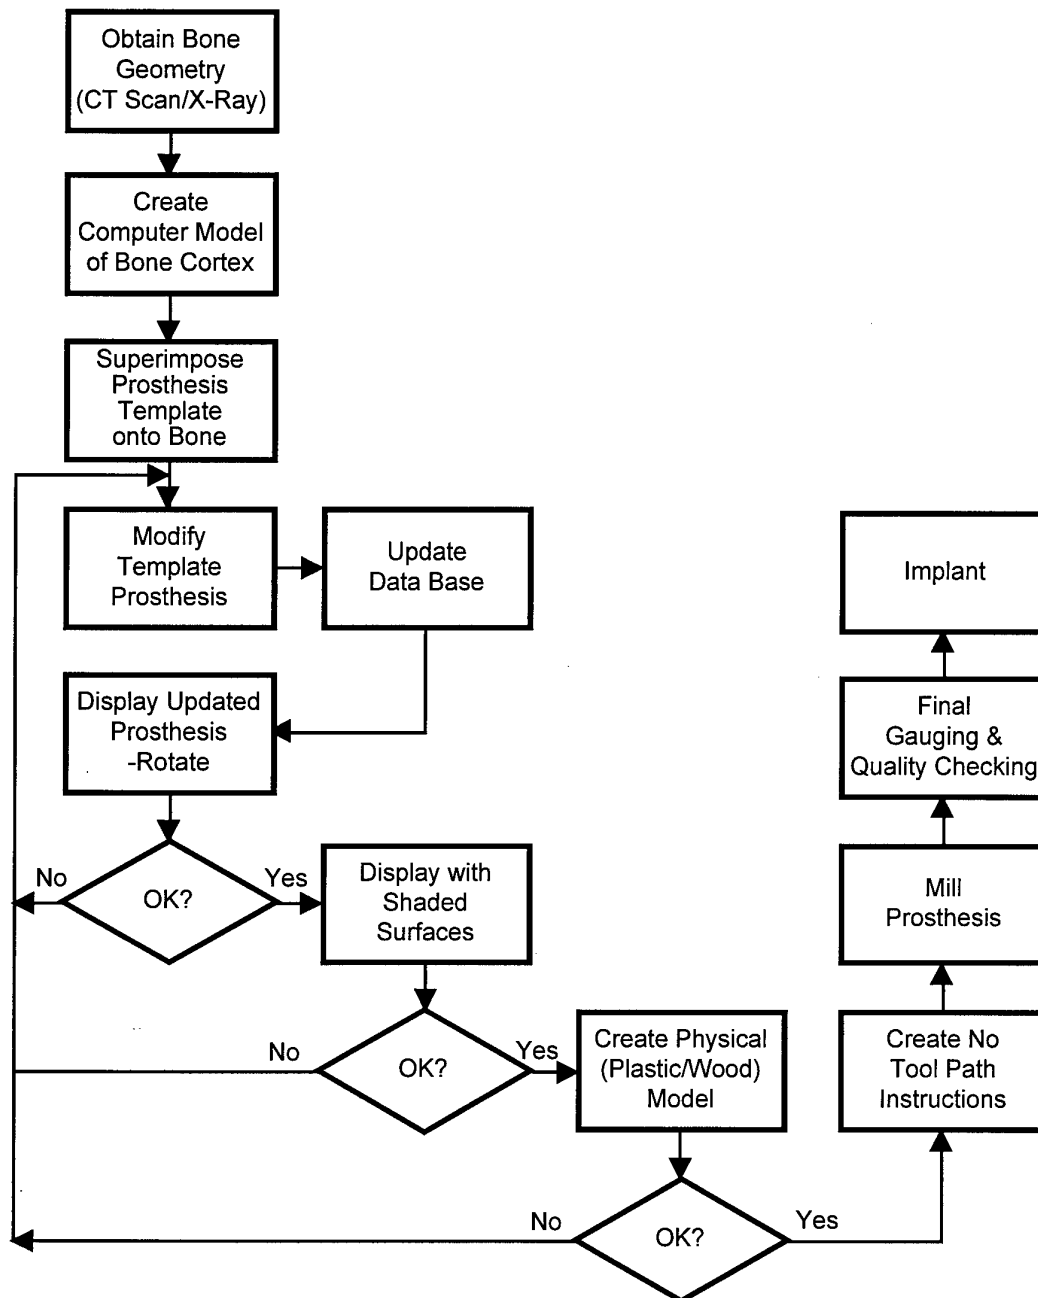 Obtain Bone
Geometry
(CT Scan/X-Ray)
Create
Computer Model
of Bone Cortex
Superimpose
Prosthesis
Template
onto Bone
Modify
Template
Prosthesis
Update
Data Base
Display Updated
Prosthesis
-Rotate
No
OK?
Yes
Display with
Shaded
Surfaces
No
OK?
Yes
Create Physical
(Plastic/Wood)
Model
No
OK?
Yes
Create No
Tool Path
Instructions
Mill
Prosthesis
Final
Gauging &
Quality Checking
Implant